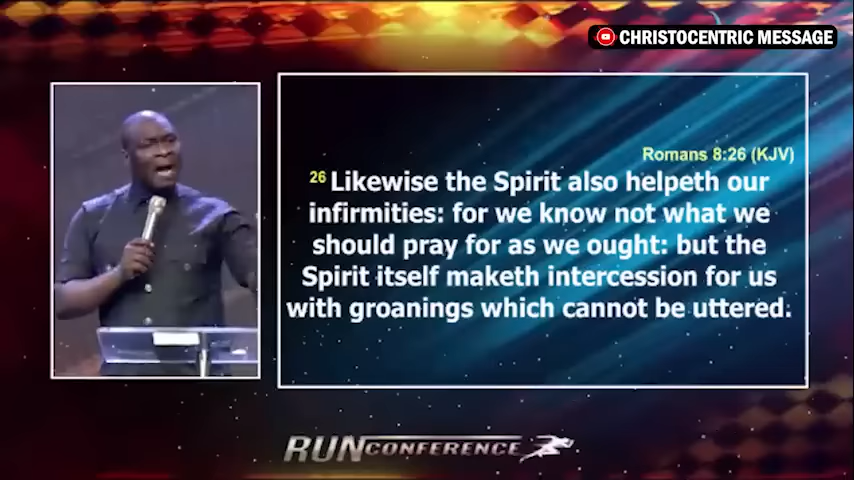 CHRISTOCENTRIC MESSAGE
Romans 8:26 (KJV)
26 Likewise the Spirit also helpeth our
infirmities: for we know not what we
should pray for as we ought: but the
Spirit itself maketh intercession for us
with groanings which cannot be uttered.
RUN CONFERENCE